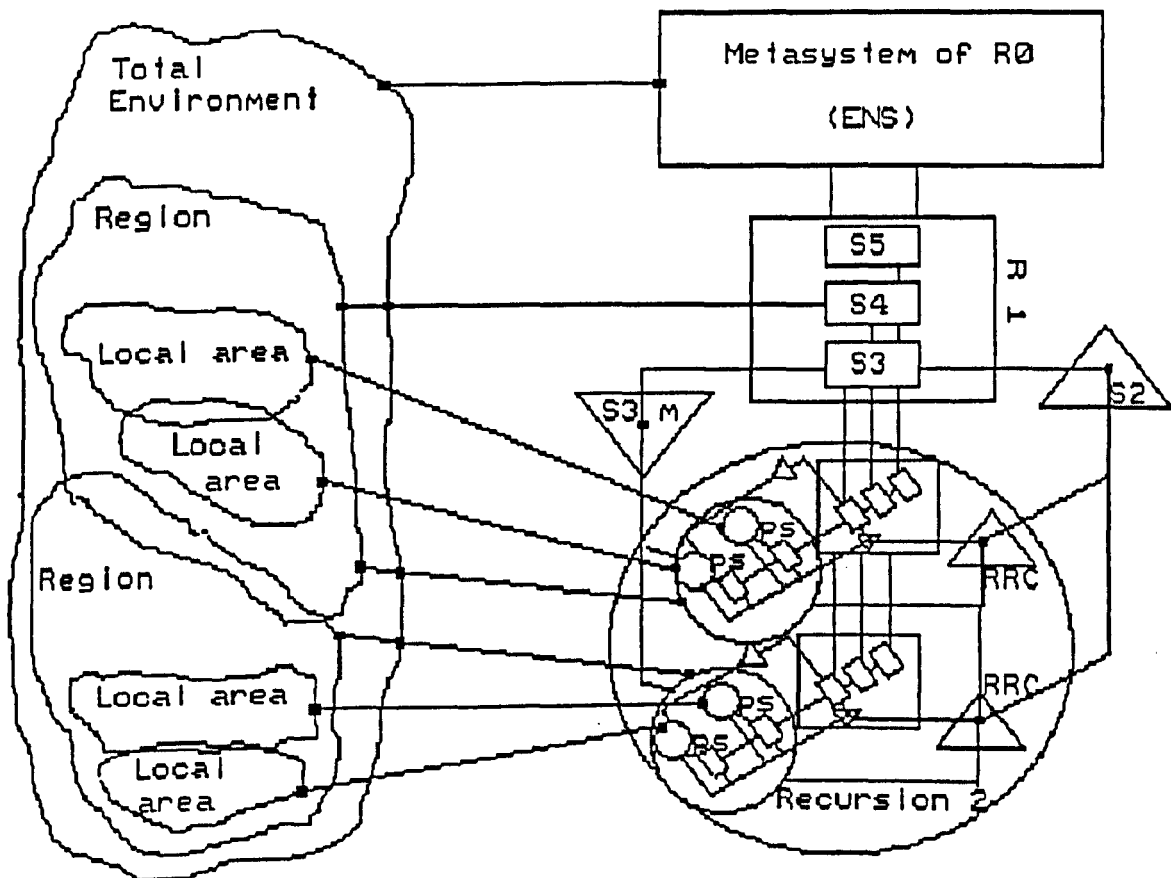 Total
Environment
Metasystem of R0
(ENS)
Region
S5
S4
S3
R 1
Local area
S3 M
S2
Local
area
PS
PS
RRC
Region
RRC
Local area
PS
PS
Local
area
Recursion 2